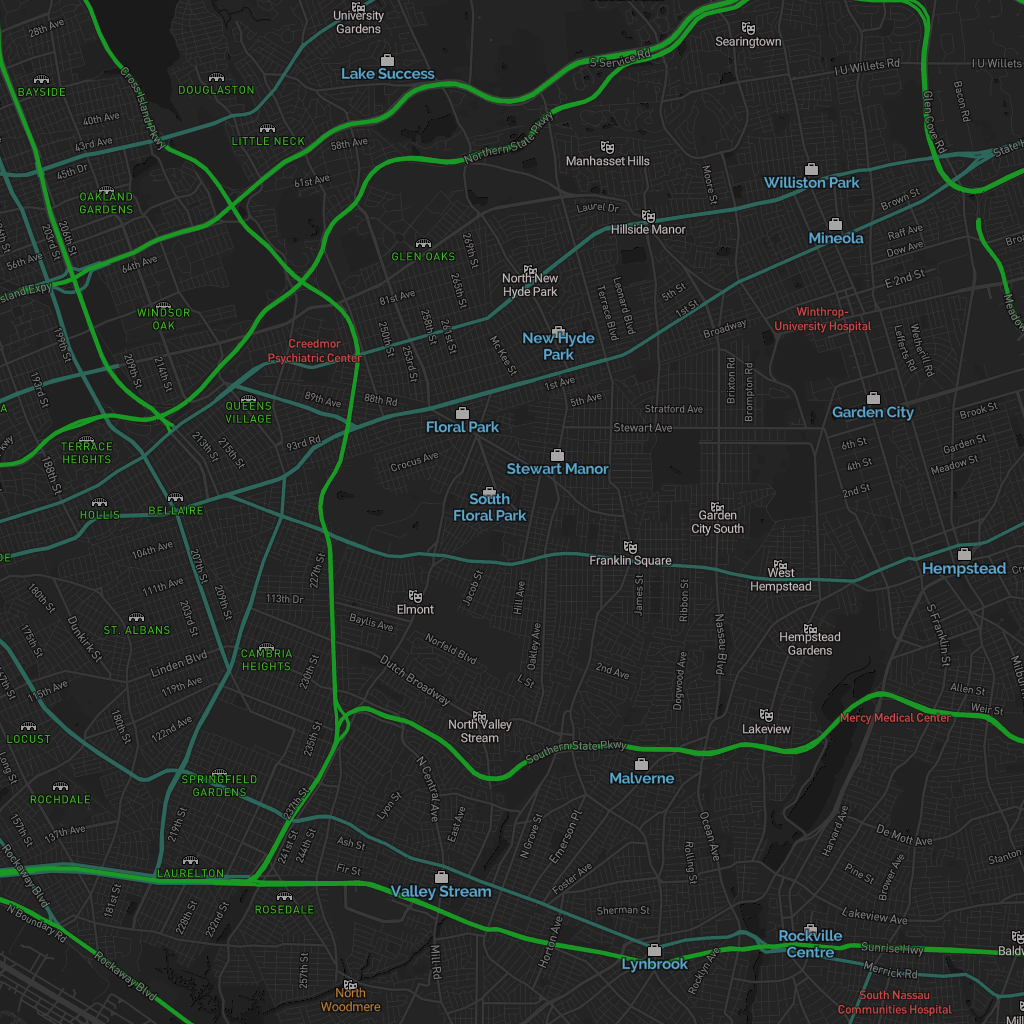 University
Gardens
28th Ave
Searingtown
S Service Rd
Lake Success
I U Willets Rd
I U Willets
BAYSIDE
DOUGLASTON
Cross Island Pkwy
Glen Cove Rd
Bacon Rd
40th Ave
43rd Ave
LITTLE NECK
58th Ave
Northern State Pkwy
Manhasset Hills
45th Dr
61st Ave
Moore St
Williston Park
OAKLAND
GARDENS
Laurel Dr
Brown St
206th St
203rd St
Hillside Manor
Mineola
Raff Ave
Dow Ave
56th Ave
64th Ave
GLEN OAKS
269th St
265th St
North New
Hyde Park
Terrace Blvd
Leonard Blvd
5th St
1st St
E 2nd St
81st Ave
WINDSOR
OAK
250th St
253rd St
258th St
261st St
Winthrop-
University Hospital
Broadway
199th St
Creedmor
Psychiatric Center
New Hyde
Park
Mc Kee St
Lefferts Rd
Wetherill Rd
209th St
214th St
193rd St
1st Ave
Brixton Rd
Brompton Rd
89th Ave
88th Rd
5th Ave
QUEENS
VILLAGE
Stratford Ave
Garden City
Brook St
Floral Park
Stewart Ave
TERRACE
HEIGHTS
213th St
215th St
93rd Rd
6th St
Garden St
188th St
Crocus Ave
Stewart Manor
4th St
Meadow St
2nd St
HOLLIS
BELLAIRE
South
Floral Park
Garden
City South
104th Ave
207th St
227th St
Franklin Square
West
Hempstead
Hempstead
111th Ave
209th St
113th Dr
Jacob St
Hill Ave
James St
Ribbon St
180th St
203rd St
Elmont
Baylis Ave
Nassau Blvd
S Franklin St
175th St
Dunkirk St
ST. ALBANS
Norfeld Blvd
Oakley Ave
Hempstead
Gardens
CAMBRIA
HEIGHTS
Linden Blvd
230th St
Dutch Broadway
2nd Ave
Dogwood Ave
119th Ave
L St
115th Ave
Allen St
Weir St
LOCUST
180th St
122nd Ave
235th St
North Valley
Stream
Lakeview
Mercy Medical Center
Southern State Pkwy
Long St
SPRINGFIELD
GARDENS
N Central Ave
Malverne
ROCHDALE
237th St
Lyon St
157th St
137th Ave
219th St
241st St
244th St
East Ave
N Grove St
Emerson Pl
Ocean Ave
Harvard Ave
De Mott Ave
Ash St
Rockaway Blvd
LAURELTON
Fir St
Foster Ave
Rolling St
Pine St
Brower Ave
Stanton
Valley Stream
181st St
228th St
232nd St
ROSEDALE
Sherman St
Lakeview Ave
N Boundary Rd
Horton Ave
Rockville
Centre
Sunrise Hwy
Mill Rd
Lynbrook
Rockaway Blvd
257th St
Rocklyn Ave
Merrick Rd
North
Woodmere
South Nassau
Communities Hospital